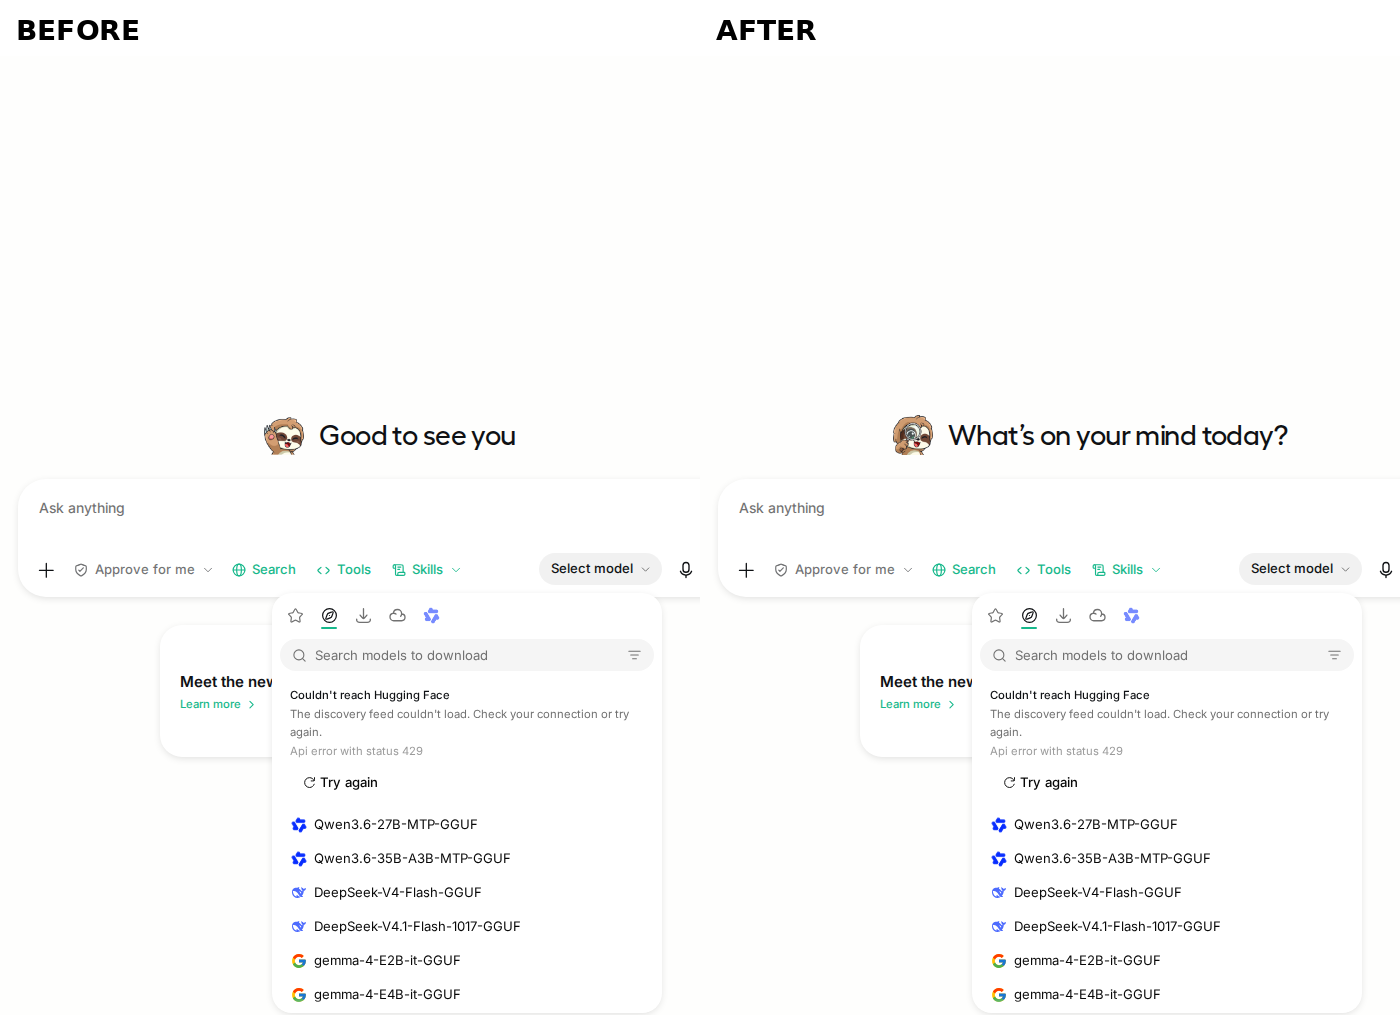 BEFORE
Good to see you
Ask anything
Approve for me
Search
Tools
Skills
Select model
Meet the new
Learn more
Search models to download
Couldn't reach Hugging Face
The discovery feed couldn't load. Check your connection or try
again.
Api error with status 429
Try again
Qwen3.6-27B-MTP-GGUF
Qwen3.6-35B-A3B-MTP-GGUF
DeepSeek-V4-Flash-GGUF
DeepSeek-V4.1-Flash-1017-GGUF
gemma-4-E2B-it-GGUF
gemma-4-E4B-it-GGUF
AFTER
What's on your mind today?
Ask anything
Approve for me
Search
Tools
Skills
Select model
Meet the new
Learn more
Search models to download
Couldn't reach Hugging Face
The discovery feed couldn't load. Check your connection or try
again.
Api error with status 429
Try again
Qwen3.6-27B-MTP-GGUF
Qwen3.6-35B-A3B-MTP-GGUF
DeepSeek-V4-Flash-GGUF
DeepSeek-V4.1-Flash-1017-GGUF
gemma-4-E2B-it-GGUF
gemma-4-E4B-it-GGUF